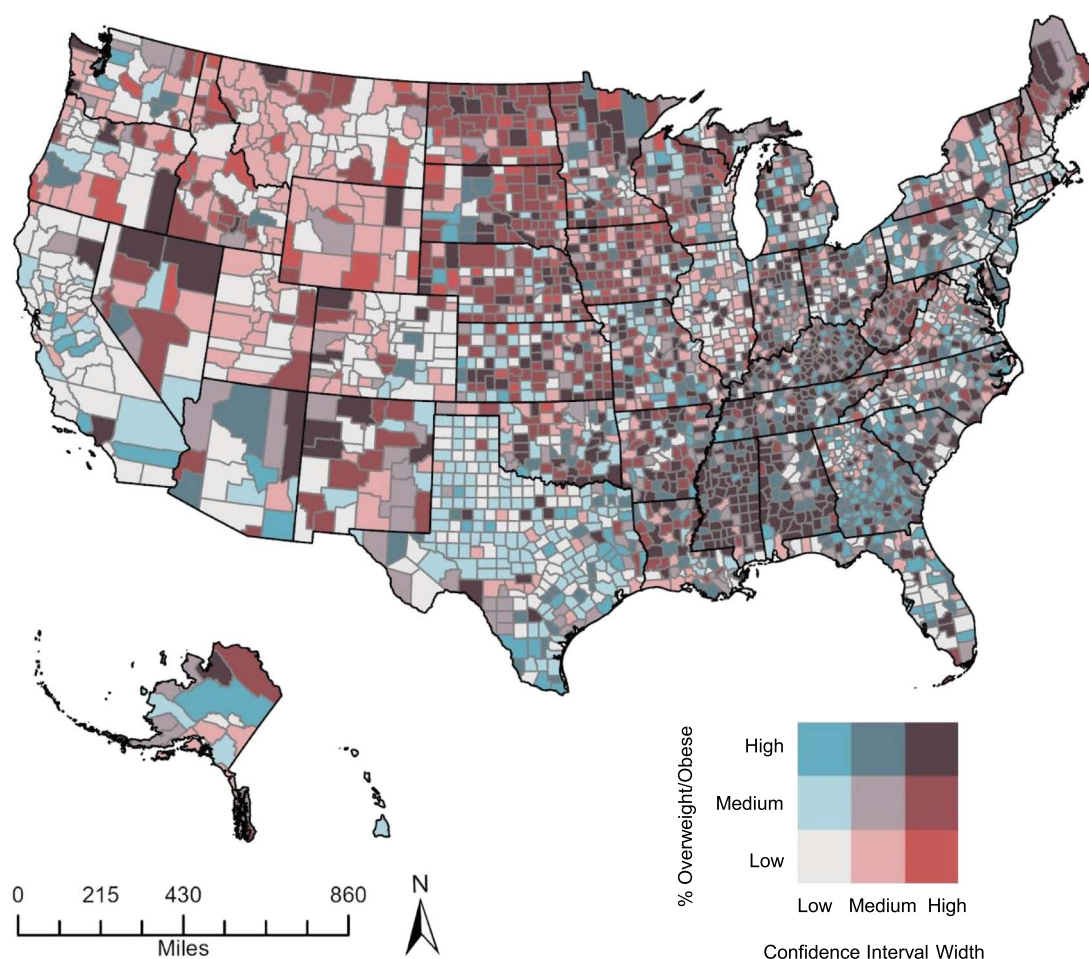 % Overweight/Obese
High
Medium
Low
Low Medium High
Confidence Interval Width
0 215 430 860
Miles
N